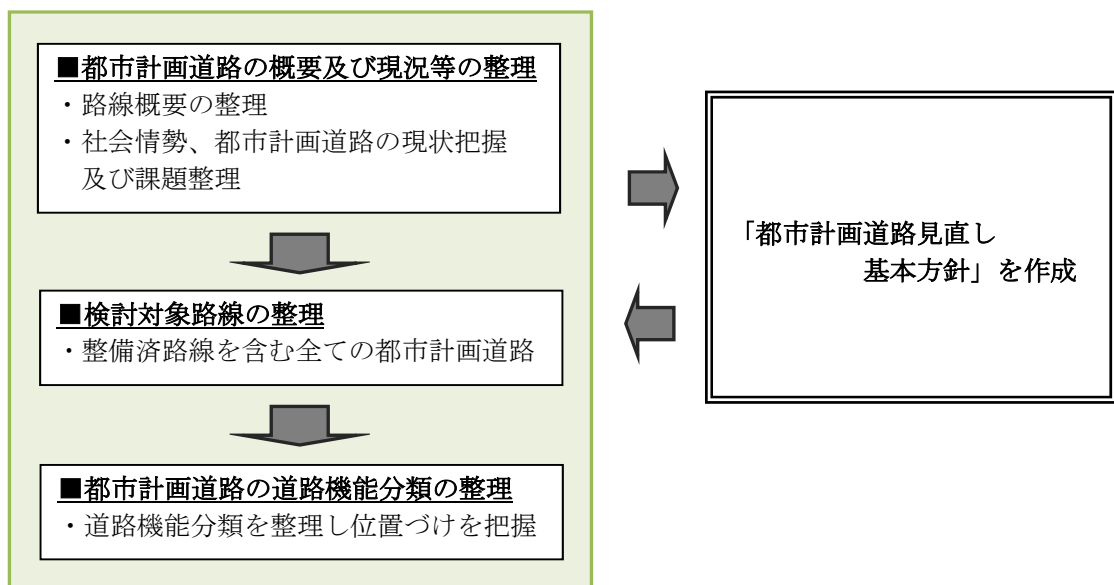 ■都市計画道路の概要及び現況等の整理
・路線概要の整理
・社会情勢、都市計画道路の現状把握
及び課題整理
■検討対象路線の整理
・整備済路線を含む全ての都市計画道路
■都市計画道路の道路機能分類の整理
・道路機能分類を整理し位置づけを把握
「都市計画道路見直し
基本方針」を作成